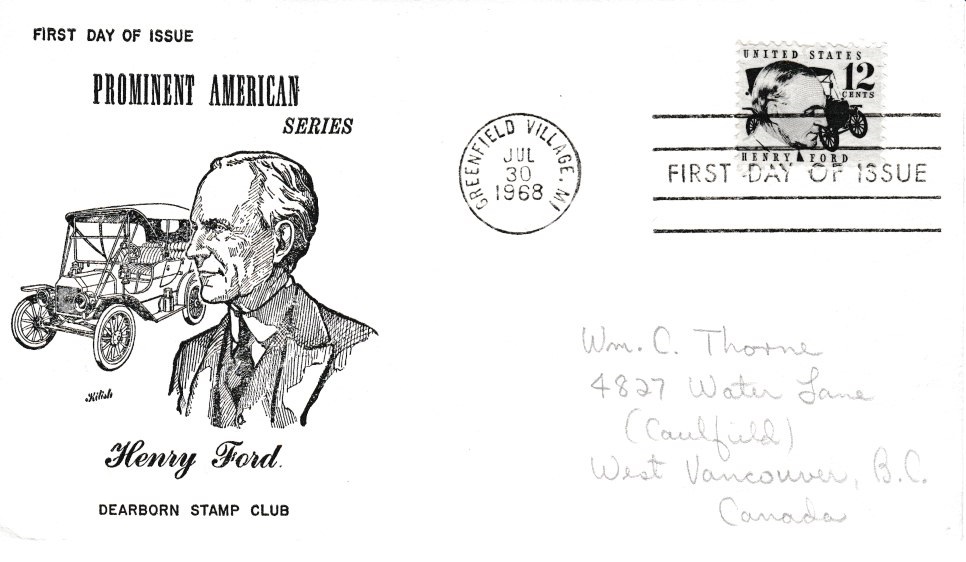 FIRST DAY OF ISSUE
PROMINENT AMERICAN
SERIES
Kilish
Henry Ford.
DEARBORN STAMP CLUB
GREENFIELD VILLAGE, MI
JUL
30
1968
UNITED STATES
12
CENTS
HENRY FORD
FIRST DAY OF ISSUE
Wm. C. Thorne
4827 Water Lane
(Caulfield)
West Vancouver, B.C.
Canada